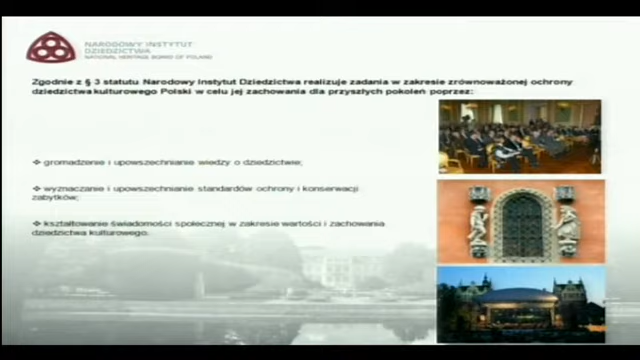 NARODOWY INSTYTUT
DZIEDZICTWA
NATIONAL HERITAGE BOARD OF POLAND
Zgodnie z § 3 statutu Narodowy Instytut Dziedzictwa realizuje zadania w zakresie zrównoważonej ochrony
dziedzictwa kulturowego Polski w celu jej zachowania dla przyszłych pokoleń poprzez:
❖ gromadzenie i upowszechnianie wiedzy o dziedzictwie;
❖ wyznaczanie i upowszechnianie standardów ochrony i konserwacji
zabytków;
❖ kształtowanie świadomości społecznej w zakresie wartości i zachowania
dziedzictwa kulturowego.